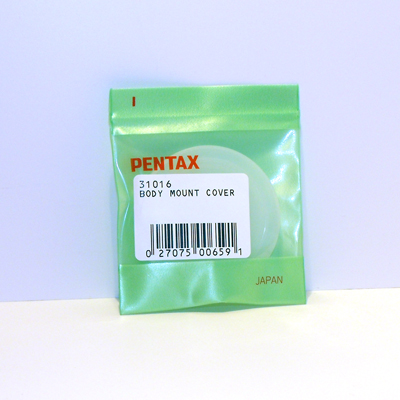 I
PENTAX
31016
BODY MOUNT COVER
0 27075 00659 1
JAPAN